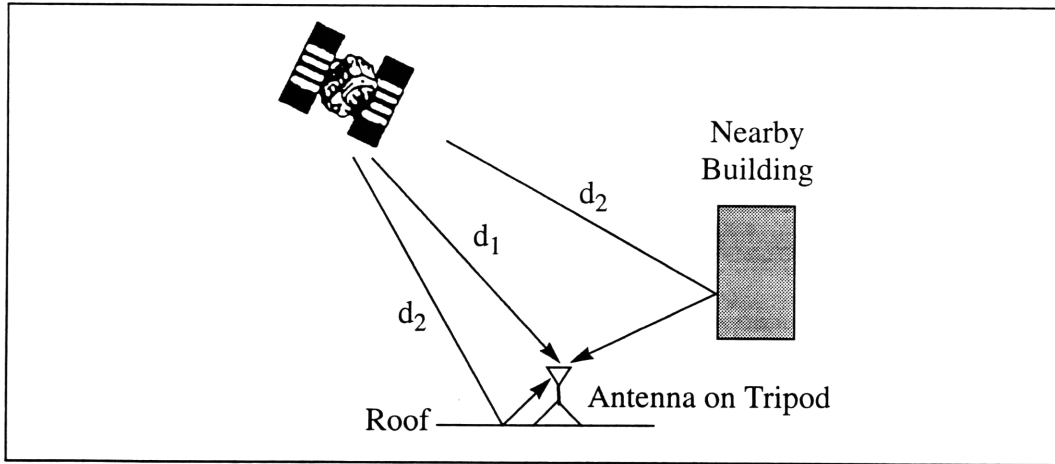 Nearby
Building
d₂
d₁
d₂
Antenna on Tripod
Roof